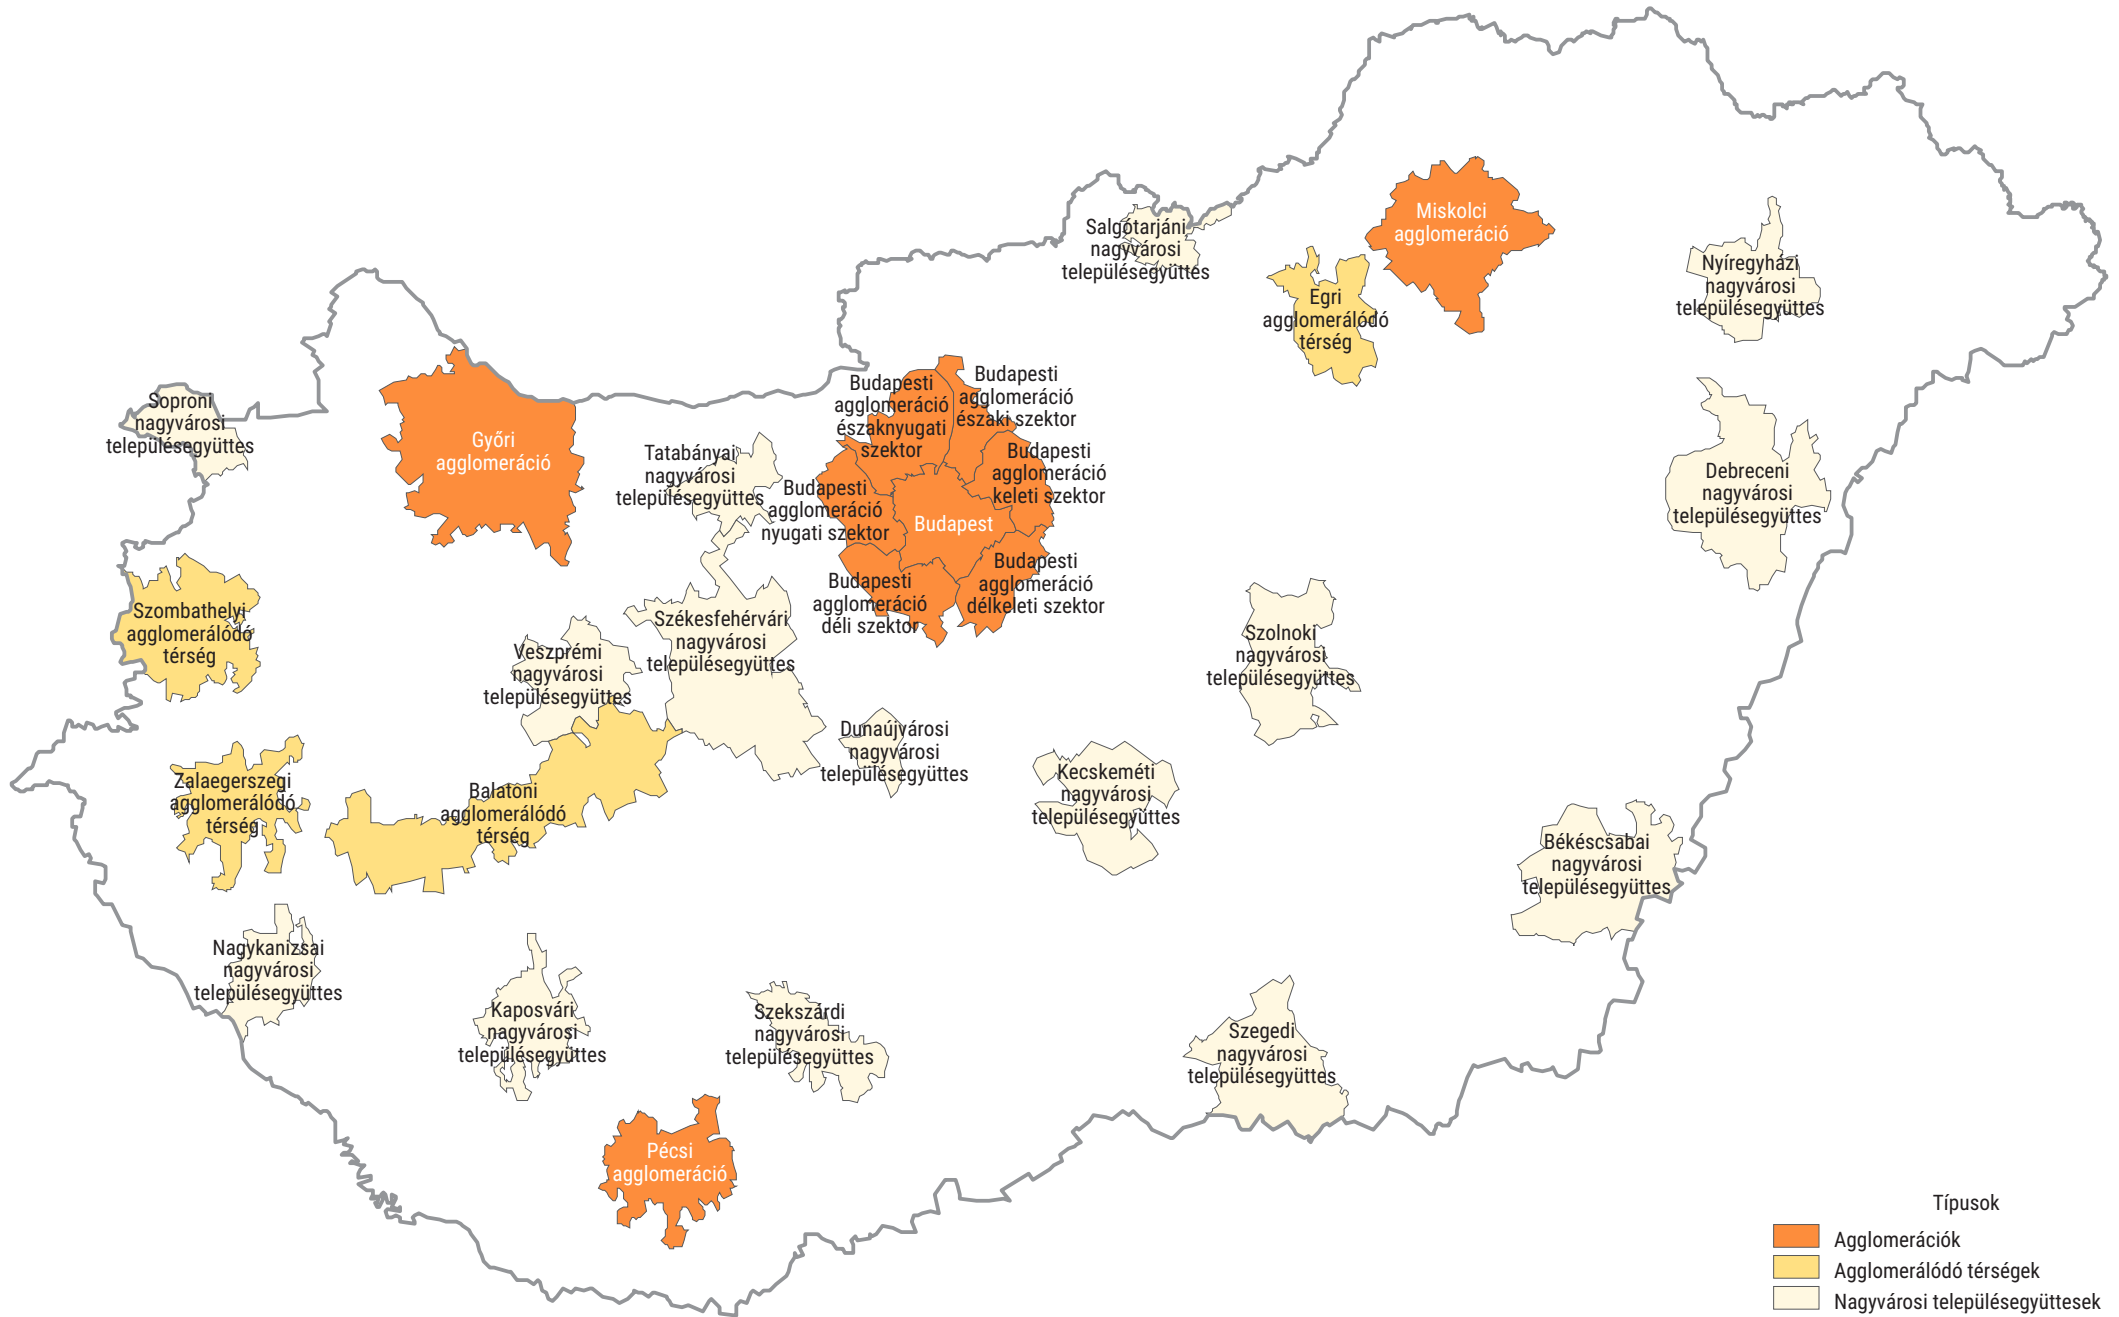 Salgótarjáni
nagyvárosi
településegyüttes
Miskolci
agglomeráció
Nyíregyházi
nagyvárosi
településegyüttes
Egri
agglomerálódó
térség
Soproni
nagyvárosi
településegyüttes
Győri
agglomeráció
Tatabányai
nagyvárosi
településegyüttes
Budapesti
agglomeráció
északnyugati
szektor
Budapesti
agglomeráció
északi szektor
Budapesti
agglomeráció
keleti szektor
Budapesti
agglomeráció
nyugati szektor
Budapest
Budapesti
agglomeráció
délkeleti szektor
Budapesti
agglomeráció
déli szektor
Debreceni
nagyvárosi
településegyüttes
Szombathelyi
agglomerálódó
térség
Veszprémi
nagyvárosi
településegyüttes
Székesfehérvári
nagyvárosi
településegyüttes
Szolnoki
nagyvárosi
településegyüttes
Dunaújvárosi
nagyvárosi
településegyüttes
Zalaegerszegi
agglomerálódó
térség
Balatoni
agglomerálódó
térség
Kecskeméti
nagyvárosi
településegyüttes
Békéscsabai
nagyvárosi
településegyüttes
Nagykanizsai
nagyvárosi
településegyüttes
Kaposvári
nagyvárosi
településegyüttes
Szekszárdi
nagyvárosi
településegyüttes
Szegedi
nagyvárosi
településegyüttes
Pécsi
agglomeráció
Típusok
Agglomerációk
Agglomerálódó térségek
Nagyvárosi településegyüttesek